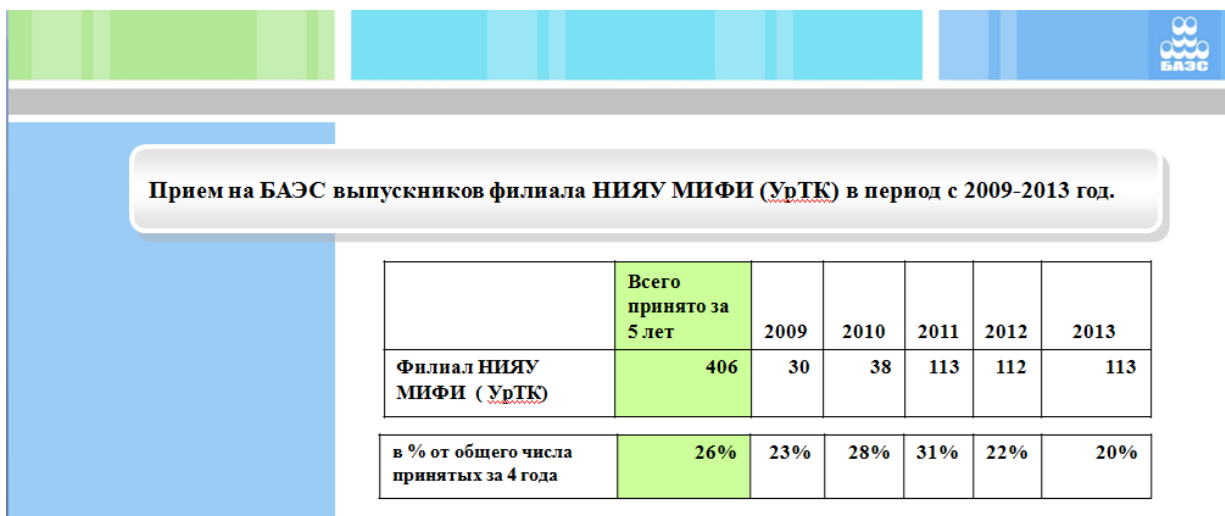 БАЭС
Прием на БАЭС выпускников филиала НИЯУ МИФИ (УрТК) в период с 2009-2013 год.
Всего
принято за
5 лет 2009 2010 2011 2012 2013
Филиал НИЯУ 406 30 38 113 112 113
МИФИ ( УрТК)
в % от общего числа 26% 23% 28% 31% 22% 20%
принятых за 4 года